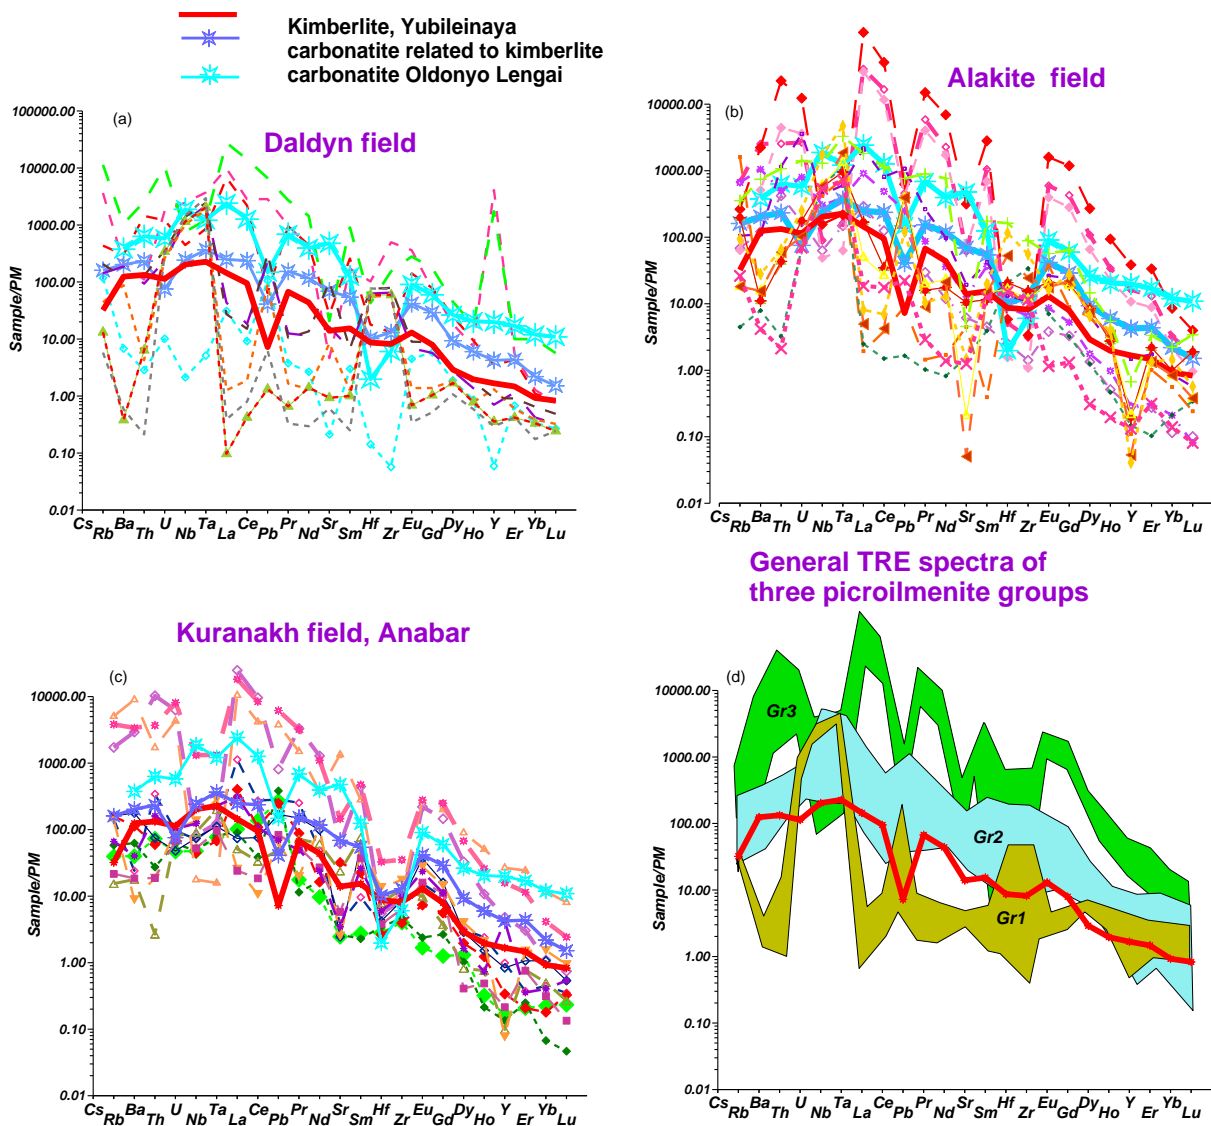 Kimberlite, Yubileinaya
carbonatite related to kimberlite
carbonatite Oldonyo Lengai
(a)
Daldyn field
100000.00
10000.00
1000.00
100.00
10.00
1.00
0.10
0.01
Sample/PM
Cs Rb Ba Th U Nb Ta La Ce Pb Pr Nd Sr Sm Hf Zr Eu Gd Dy Ho Y Er Yb Lu
(b)
Alakite field
10000.00
1000.00
100.00
10.00
1.00
0.10
0.01
Sample/PM
Cs Rb Ba Th U Nb Ta La Ce Pb Pr Nd Sr Sm Hf Zr Eu Gd Dy Ho Y Er Yb Lu
Kuranakh field, Anabar
(c)
10000.00
1000.00
100.00
10.00
1.00
0.10
0.01
Sample/PM
Cs Rb Ba Th U Nb Ta La Ce Pb Pr Nd Sr Sm Hf Zr Eu Gd Dy Ho Y Er Yb Lu
General TRE spectra of
three picroilmenite groups
(d)
Gr3
Gr2
Gr1
10000.00
1000.00
100.00
10.00
1.00
0.10
0.01
Sample/PM
Cs Rb Ba Th U Nb Ta La Ce Pb Pr Nd Sr Sm Hf Zr Eu Gd Dy Ho Y Er Yb Lu